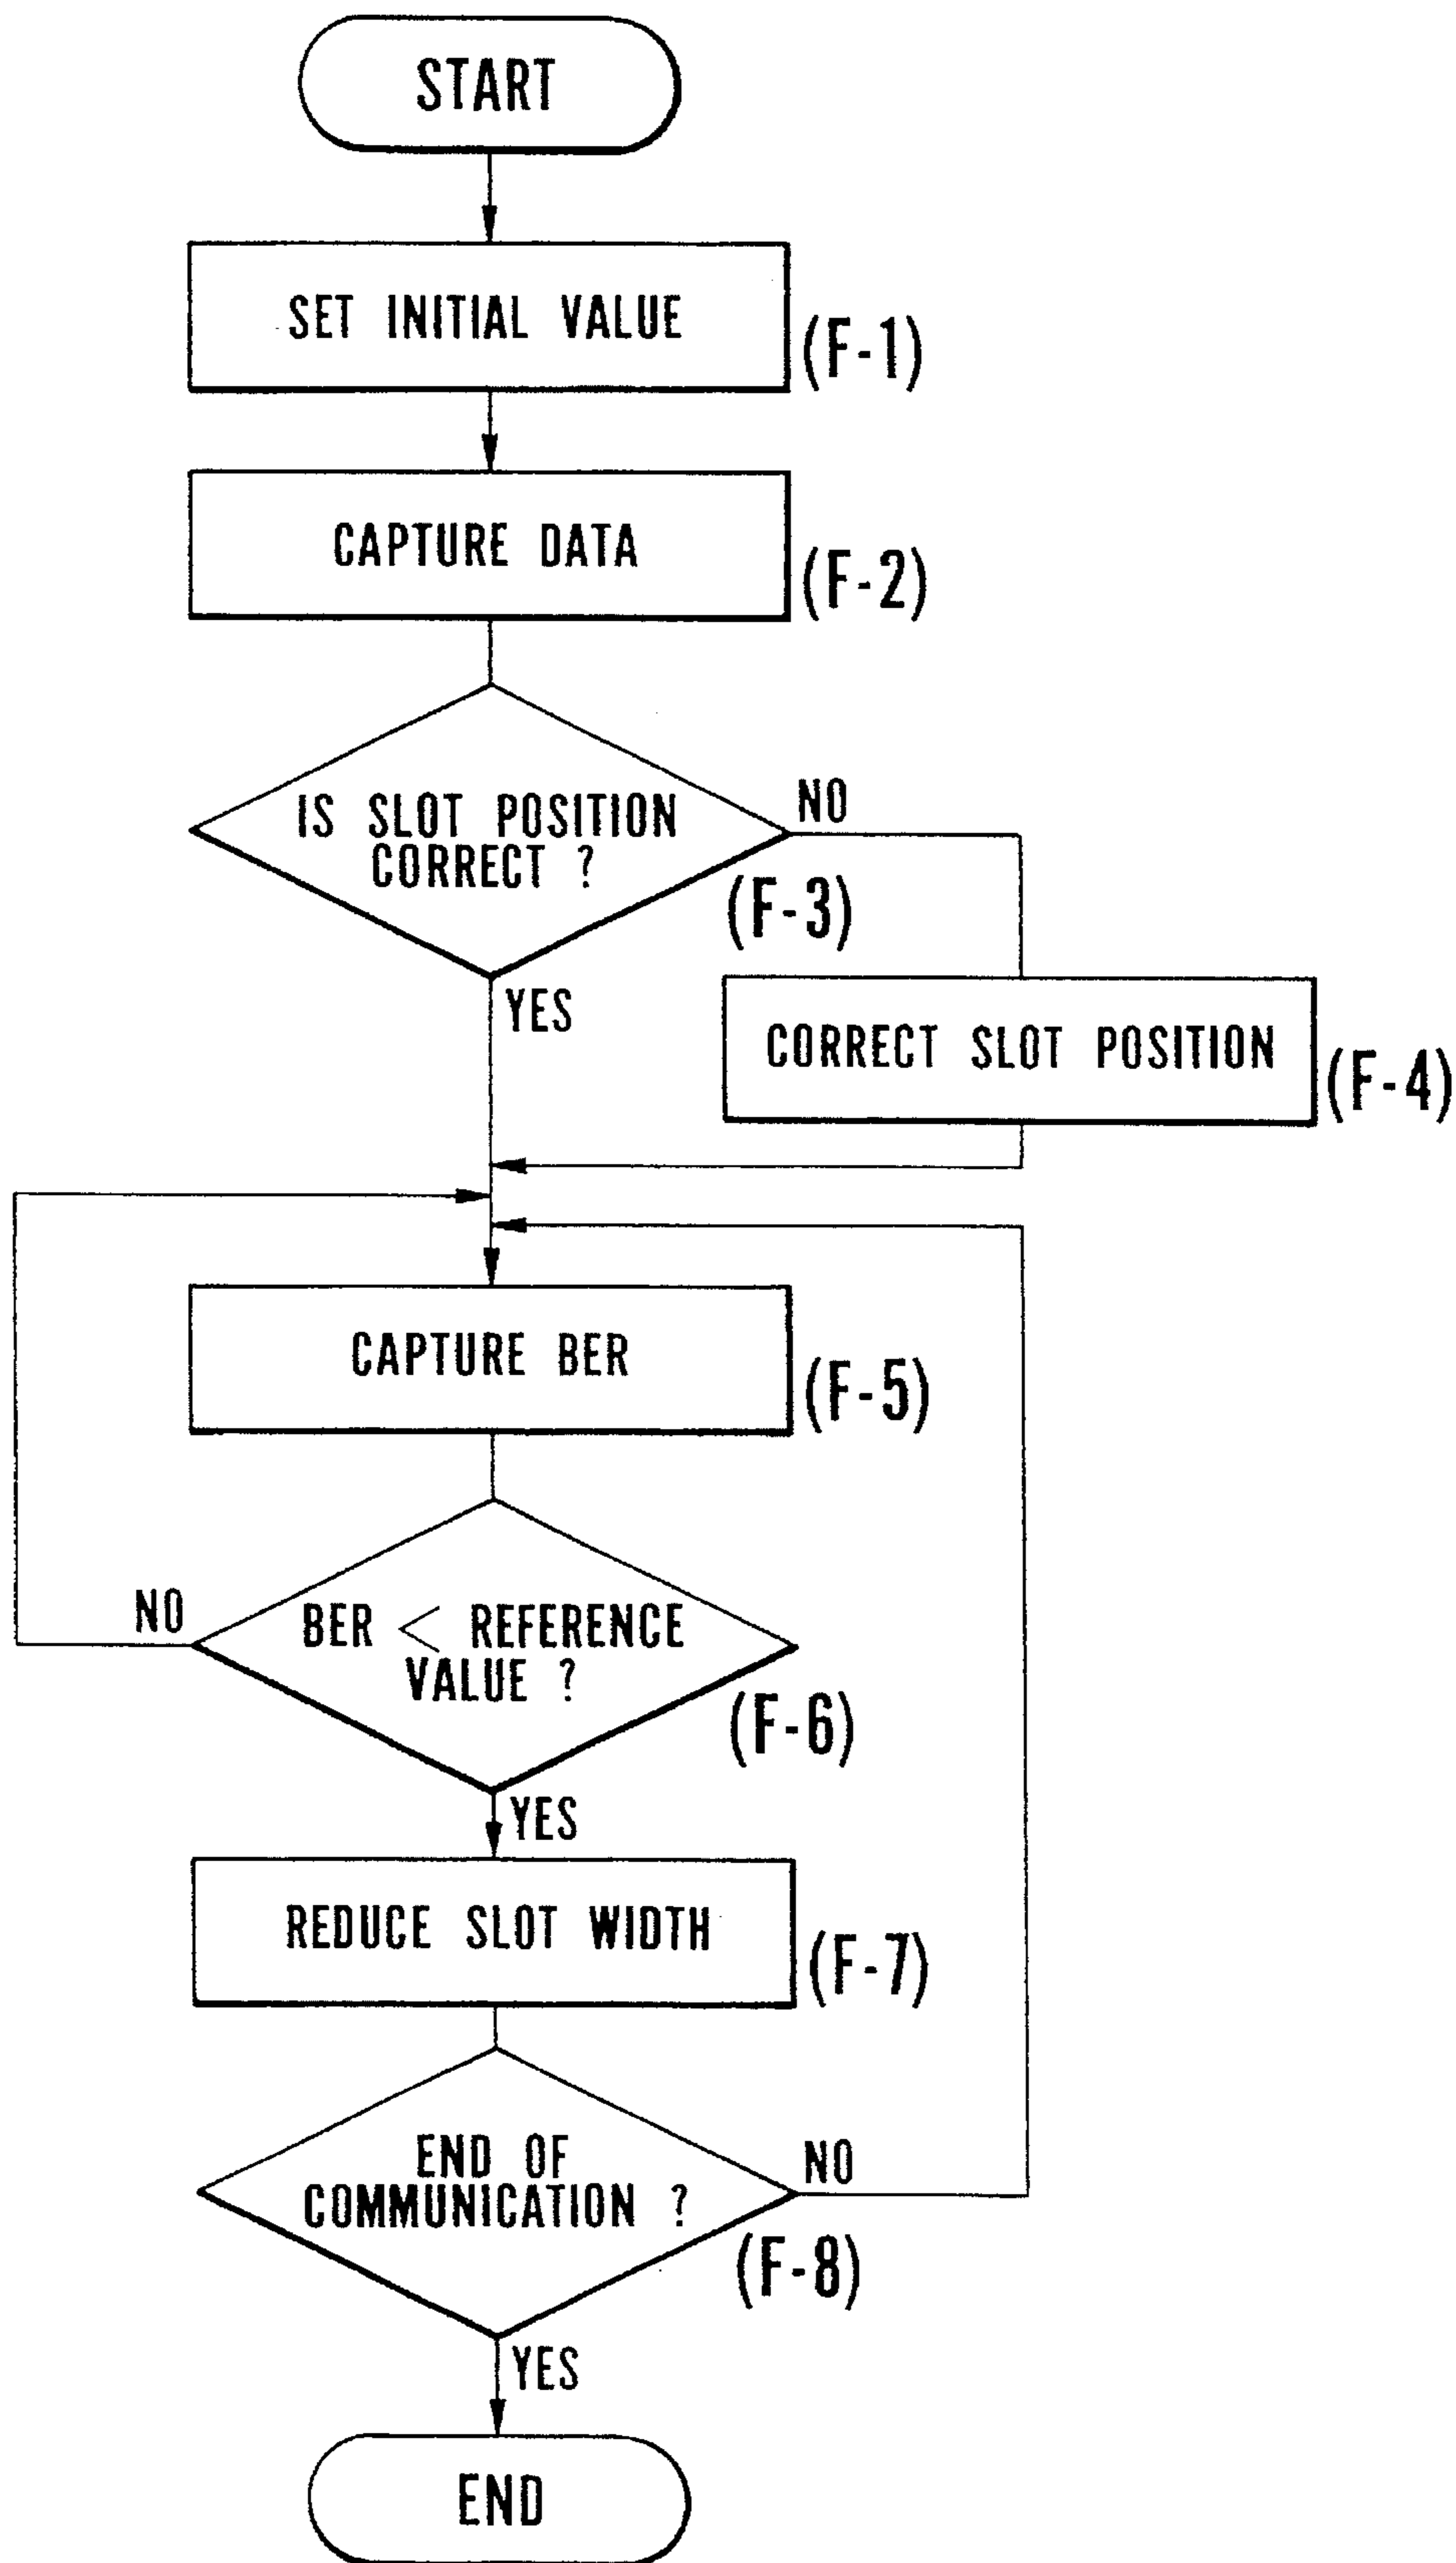 START
SET INITIAL VALUE
(F-1)
CAPTURE DATA
(F-2)
IS SLOT POSITION
CORRECT ?
NO
(F-3)
YES
CORRECT SLOT POSITION
(F-4)
CAPTURE BER
(F-5)
NO
BER < REFERENCE
VALUE ?
(F-6)
YES
REDUCE SLOT WIDTH
(F-7)
END OF
COMMUNICATION ?
NO
(F-8)
YES
END